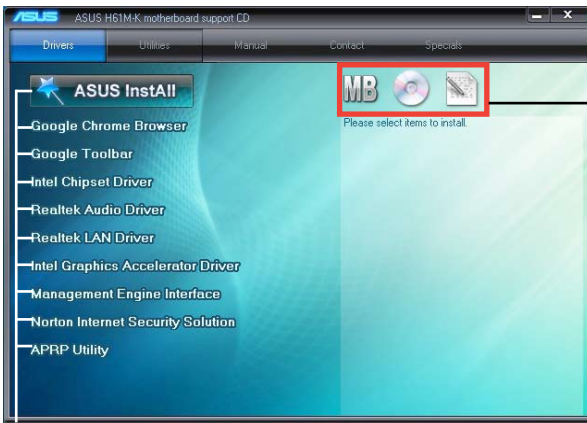 ASUS ASUS H61M-K motherboard support CD
Drivers Utilities Manual Contact Specials
ASUS InstAll
MB
Please select items to install.
Google Chrome Browser
Google Toolbar
Intel Chipset Driver
Realtek Audio Driver
Realtek LAN Driver
Intel Graphics Accelerator Driver
Management Engine Interface
Norton Internet Security Solution
APRP Utility